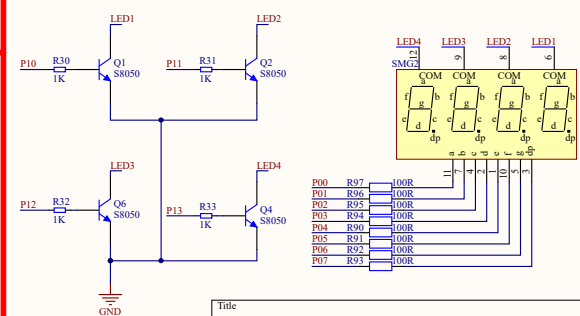 LED1
LED2
P10
R30
1K
Q1
S8050
P11
R31
1K
Q2
S8050
LED3
LED4
P12
R32
1K
Q6
S8050
P13
R33
1K
Q4
S8050
GND
LED4
LED3
LED2
LED1
12
9
8
6
SMG2
COM
COM
COM
COM
a
a
a
a
f
b
f
b
f
b
f
b
g
g
g
g
e
c
e
c
e
c
e
c
d
d
d
d
dp
dp
dp
dp
a
b
c
d
e
f
g
dp
11
7
4
2
1
10
5
3
P00 R97 100R
P01 R96 100R
P02 R95 100R
P03 R94 100R
P04 R90 100R
P05 R91 100R
P06 R92 100R
P07 R93 100R
Title